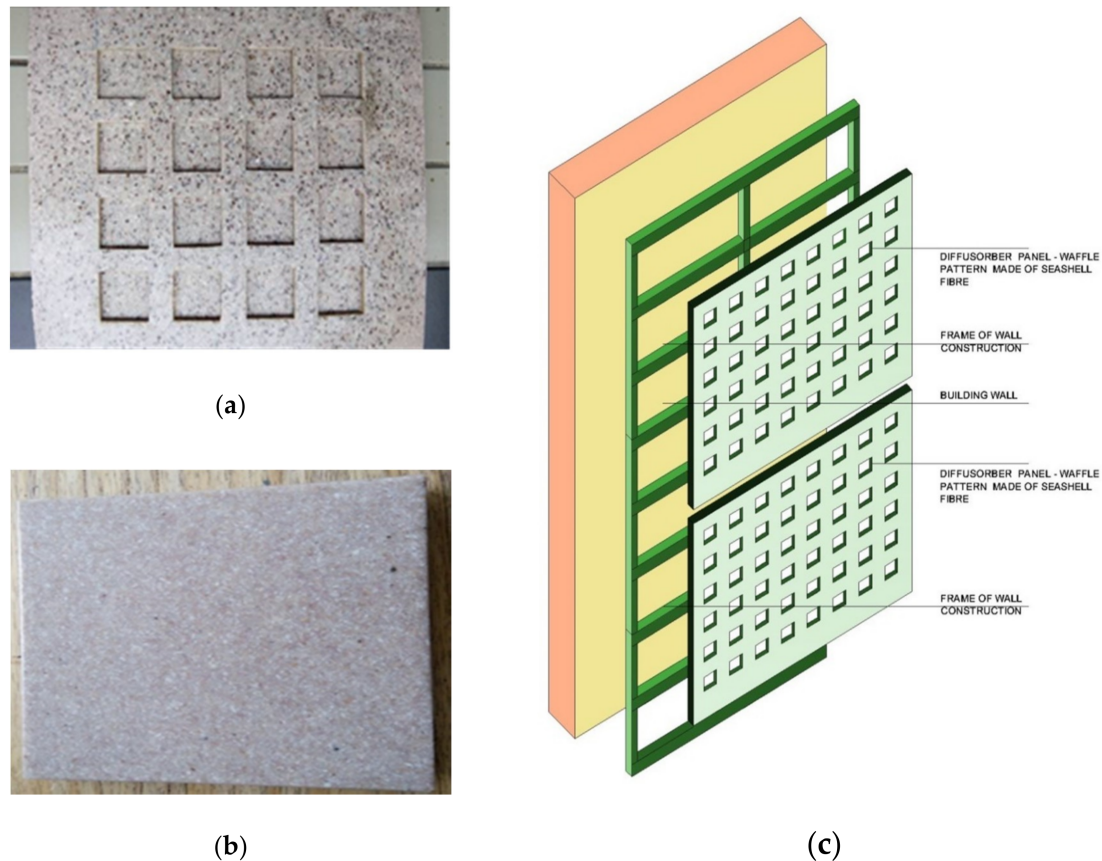 (a)
(b)
DIFFUSORBER PANEL - WAFFLE
PATTERN MADE OF SEASHELL
FIBRE
FRAME OF WALL
CONSTRUCTION
BUILDING WALL
DIFFUSORBER PANEL - WAFFLE
PATTERN MADE OF SEASHELL
FIBRE
FRAME OF WALL
CONSTRUCTION
(c)